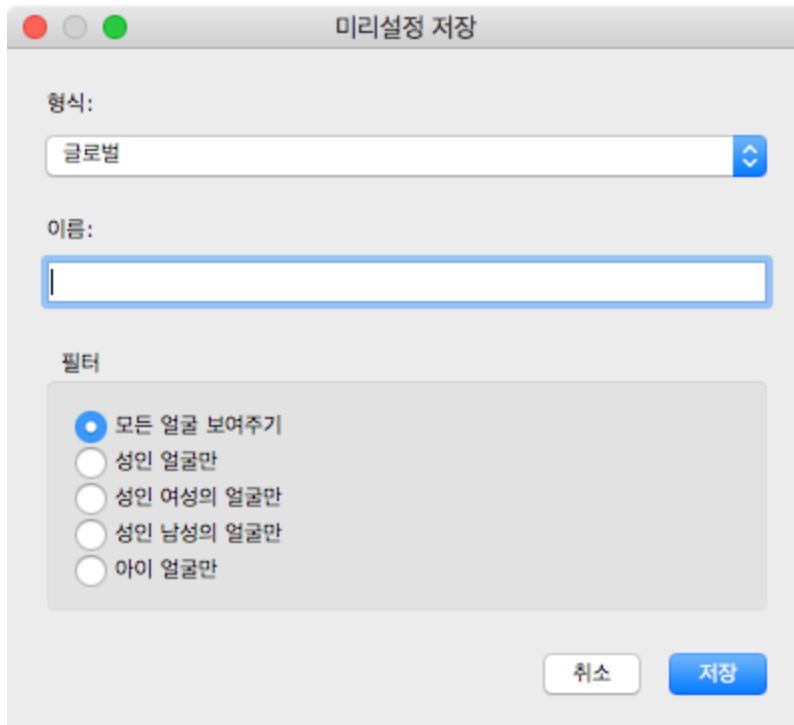 미리설정 저장
형식:
글로벌
이름:
필터
모든 얼굴 보여주기
성인 얼굴만
성인 여성의 얼굴만
성인 남성의 얼굴만
아이 얼굴만
취소 저장